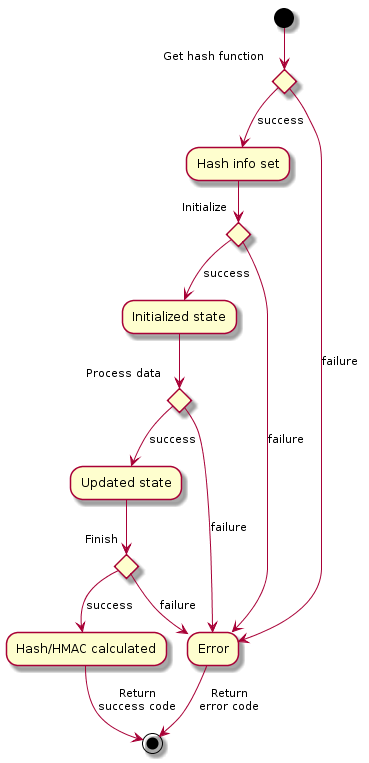 Get hash function
success
Hash info set
Initialize
success
Initialized state
failure
Process data
failure
success
Updated state
failure
Finish
success
failure
Hash/HMAC calculated
Error
Return
success code
Return
error code